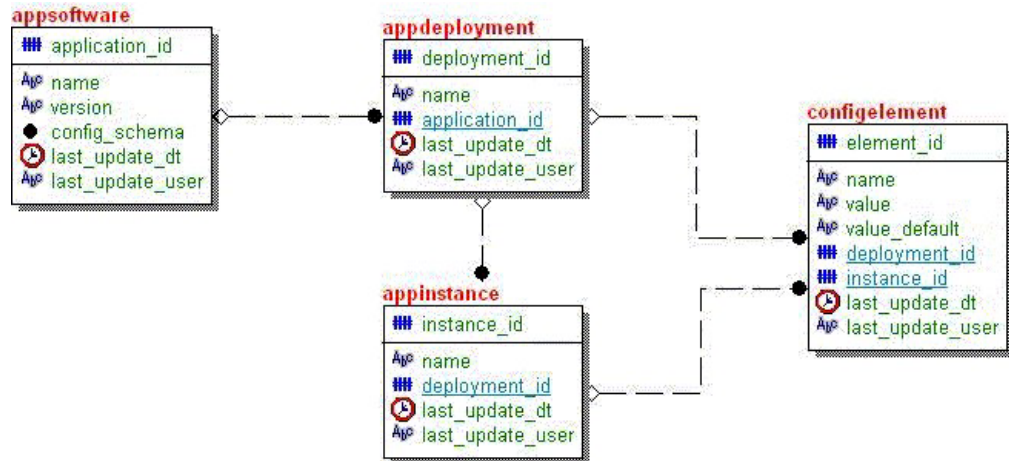 appsoftware
application_id
name
version
config_schema
last_update_dt
last_update_user
appdeployment
deployment_id
name
application_id
last_update_dt
last_update_user
configelement
element_id
name
value
value_default
deployment_id
instance_id
last_update_dt
last_update_user
appinstance
instance_id
name
deployment_id
last_update_dt
last_update_user